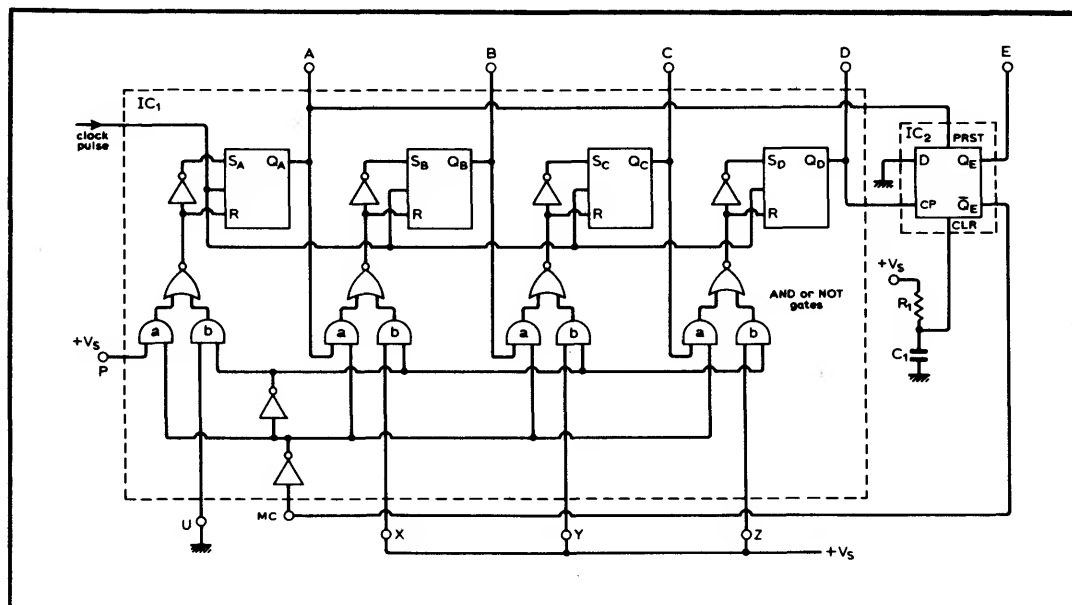 A B C D E
IC1
clock
pulse
SA QA
R
SB QB
R
SC QC
R
SD QD
R
IC2 PRST
D QE
CP Q̅E
CLR
+VS
R1
C1
AND or NOT
gates
a b
a b
a b
a b
+VS
P
U
MC
X
Y
Z
+VS